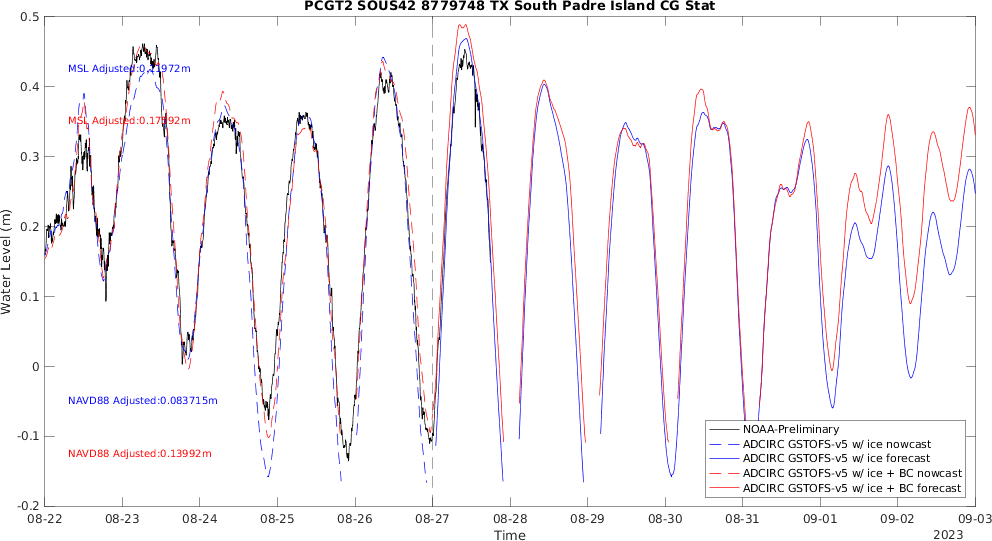 PCGT2 SOUS42 8779748 TX South Padre Island CG Stat
0.5
0.4
0.3
0.2
0.1
0
-0.1
-0.2
Water Level (m)
MSL Adjusted:
MSL Adjusted:
NAVD88 Adjusted:0.083715m
NAVD88 Adjusted:0.13992m
NOAA-Preliminary
ADCIRC GSTOFS-v5 w/ ice nowcast
ADCIRC GSTOFS-v5 w/ ice forecast
ADCIRC GSTOFS-v5 w/ ice + BC nowcast
ADCIRC GSTOFS-v5 w/ ice + BC forecast
08-22 08-23 08-24 08-25 08-26 08-27 08-28 08-29 08-30 08-31 09-01 09-02 09-03
Time
2023